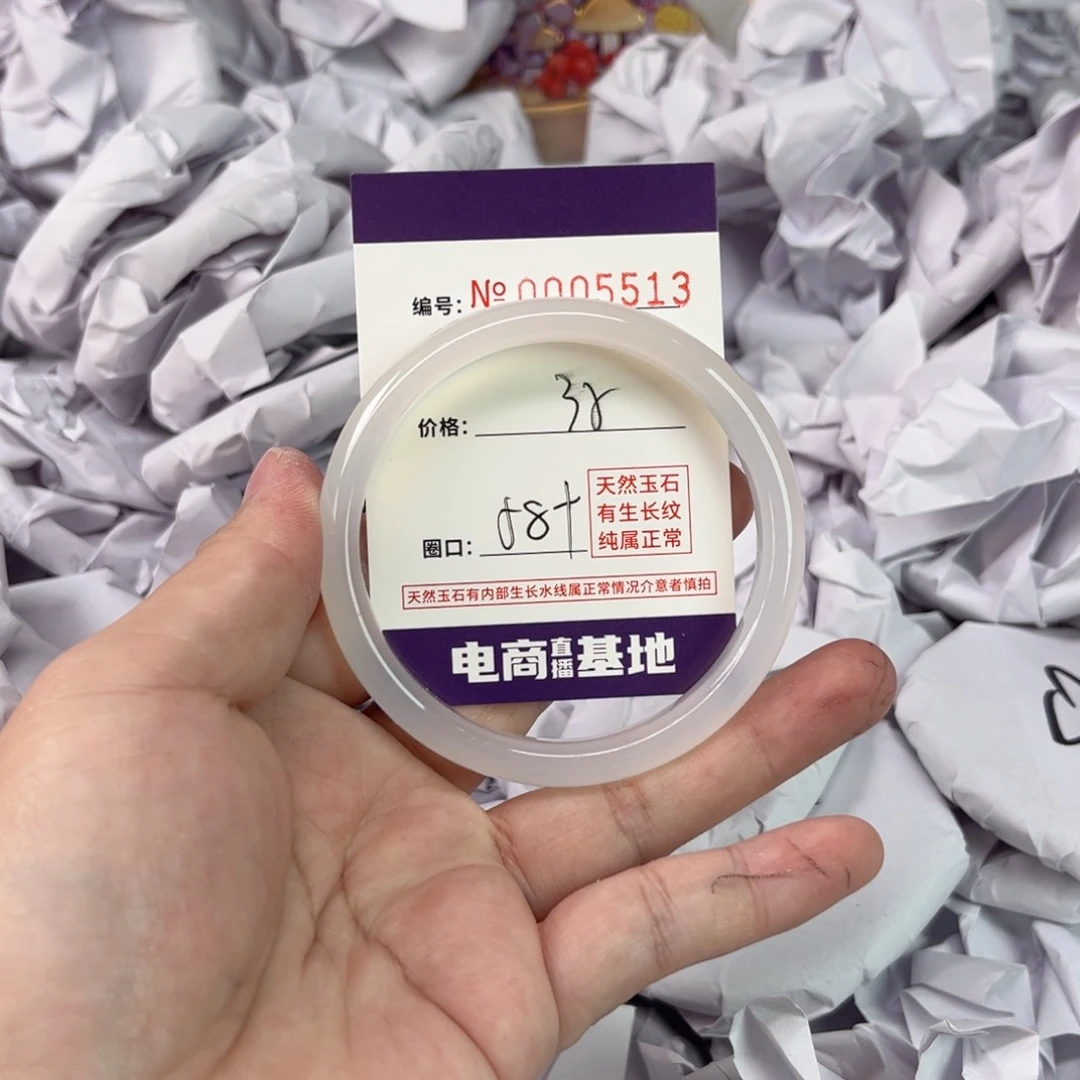 编号: № 0005513
价格: 38
圈口: 58+
天然玉石
有生长纹
纯属正常
天然玉石有内部生长水线属正常情况介意者慎拍
电商直播基地